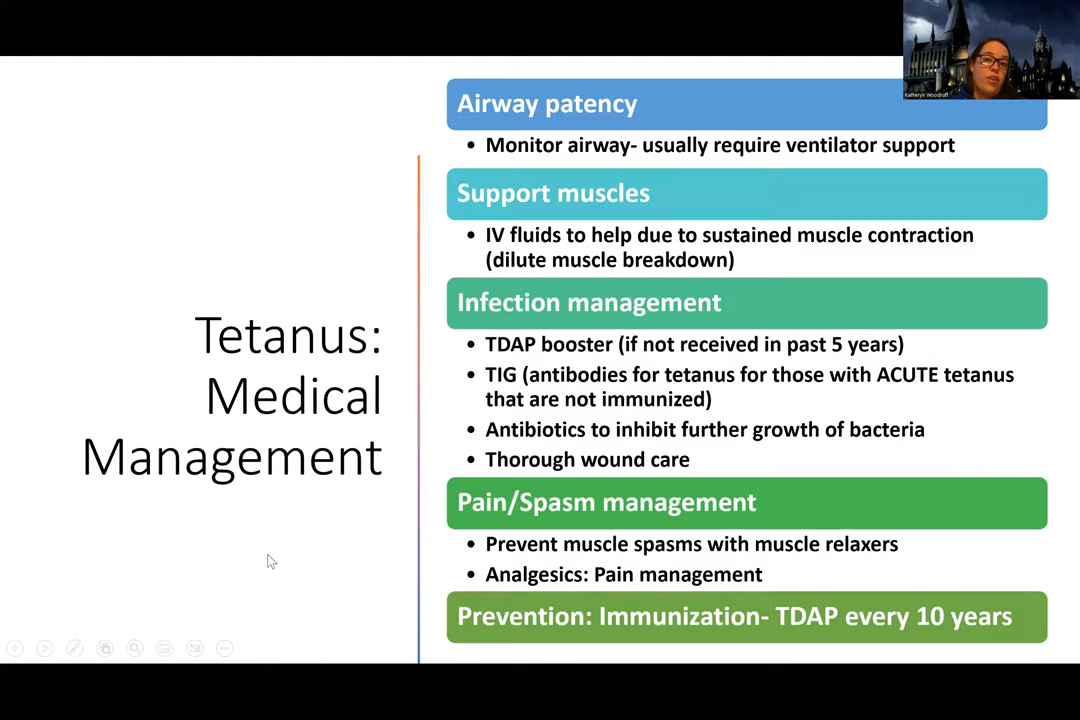 Katheryn Woodruff
Airway patency
• Monitor airway- usually require ventilator support
Support muscles
• IV fluids to help due to sustained muscle contraction
(dilute muscle breakdown)
Infection management
• TDAP booster (if not received in past 5 years)
• TIG (antibodies for tetanus for those with ACUTE tetanus
that are not immunized)
• Antibiotics to inhibit further growth of bacteria
• Thorough wound care
Pain/Spasm management
• Prevent muscle spasms with muscle relaxers
• Analgesics: Pain management
Prevention: Immunization- TDAP every 10 years
Tetanus:
Medical
Management